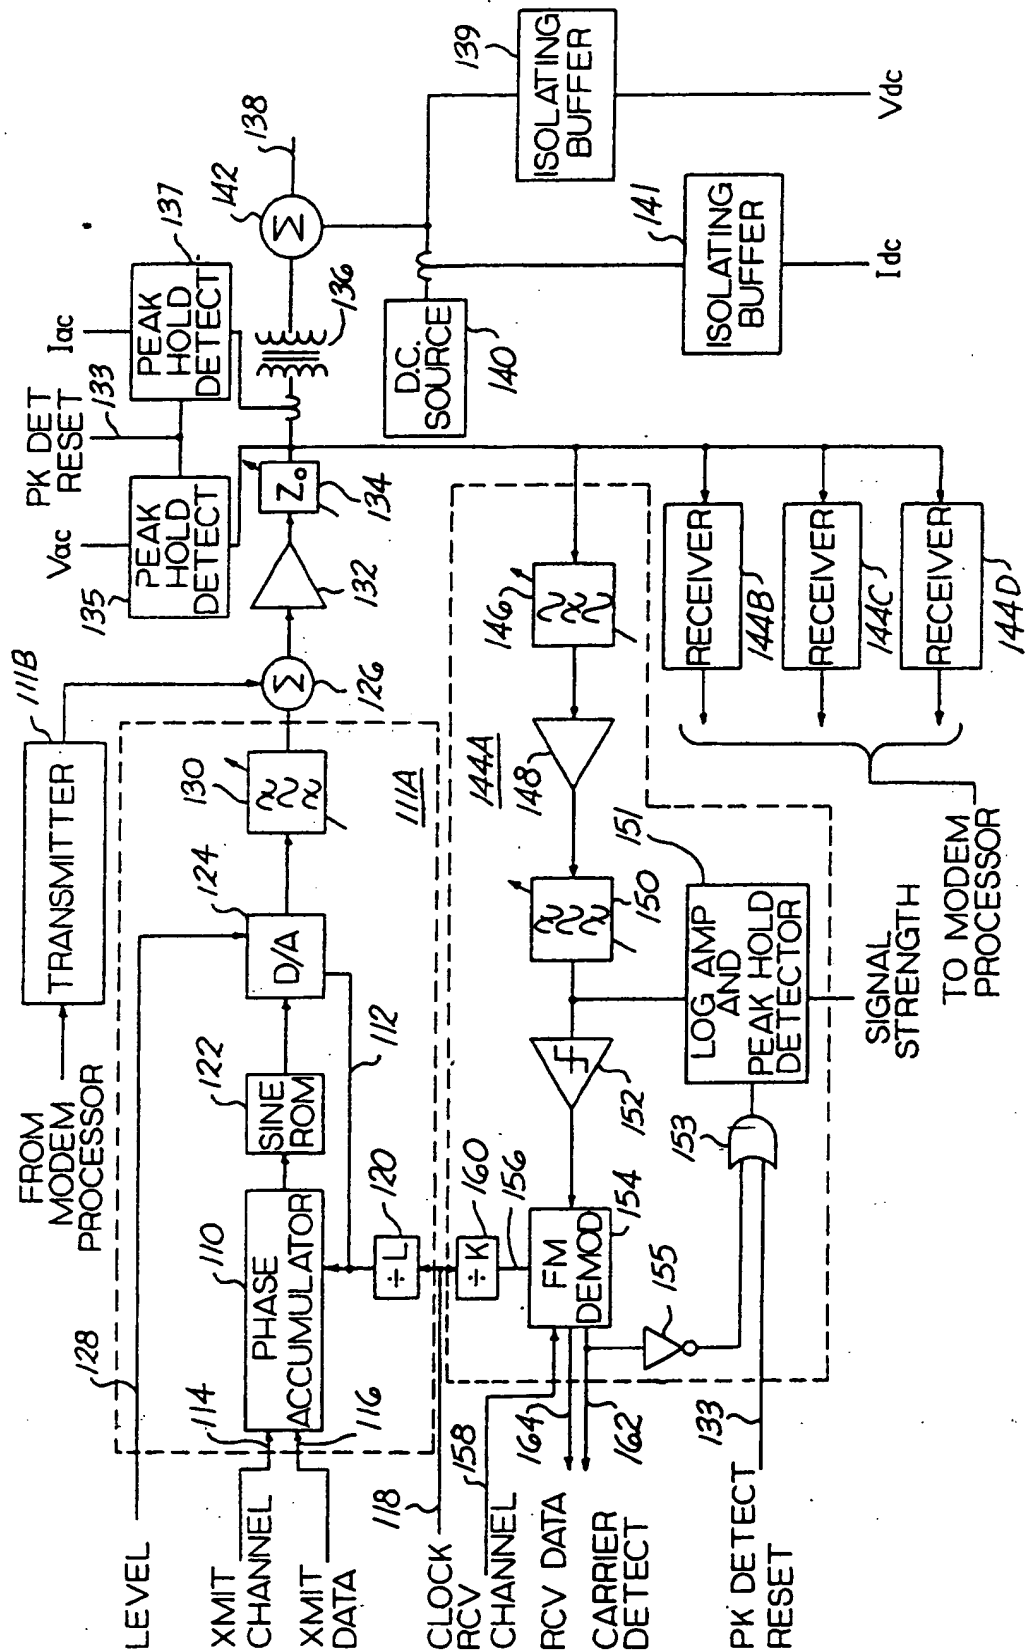 LEVEL
128
XMIT
CHANNEL
114
XMIT
DATA
116
110
PHASE
ACCUMULATOR
122
SINE
ROM
124
D/A
112
÷L
120
130
111A
FROM
MODEM
PROCESSOR
TRANSMITTER
111B
Σ
126
132
Vac
135
PEAK
HOLD
DETECT
PK DET
RESET
133
Iac
PEAK
HOLD
DETECT
137
Zo
134
136
142
Σ
138
D.C.
SOURCE
140
139
ISOLATING
BUFFER
Vdc
141
ISOLATING
BUFFER
Idc
CLOCK
118
RCV
CHANNEL
158
÷K
160
156
FM
DEMOD
154
RCV DATA
164
CARRIER
DETECT
162
155
PK DETECT
RESET
133
153
152
150
148
146
144A
151
LOG AMP
AND
PEAK HOLD
DETECTOR
SIGNAL
STRENGTH
TO MODEM
PROCESSOR
RECEIVER
144B
RECEIVER
144C
RECEIVER
144D